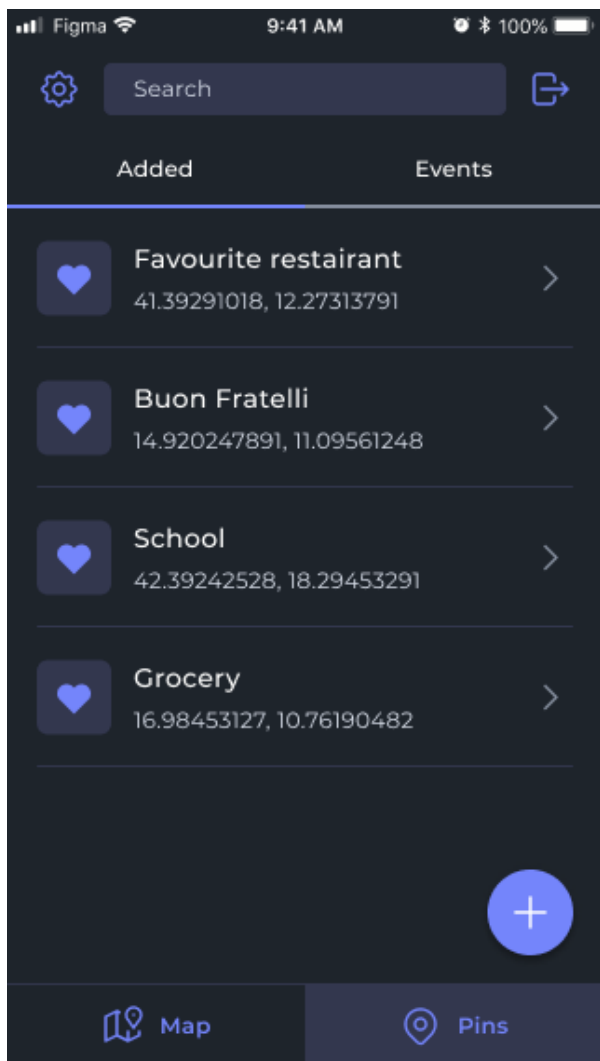 Figma 9:41 AM 100%
Search
Added Events
Favourite restairant
41.39291018, 12.27313791
Buon Fratelli
14.920247891, 11.09561248
School
42.39242528, 18.29453291
Grocery
16.98453127, 10.76190482
Map Pins